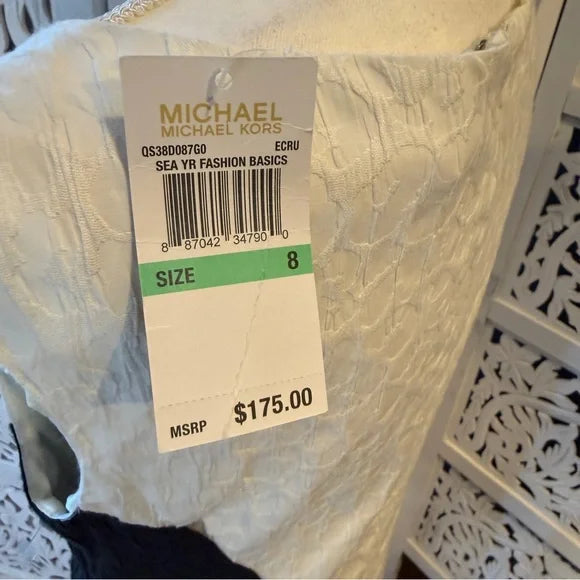 MICHAEL
MICHAEL KORS
QS38D087G0 ECRU
SEA YR FASHION BASICS
8 87042 34790 0
SIZE 8
MSRP $175.00